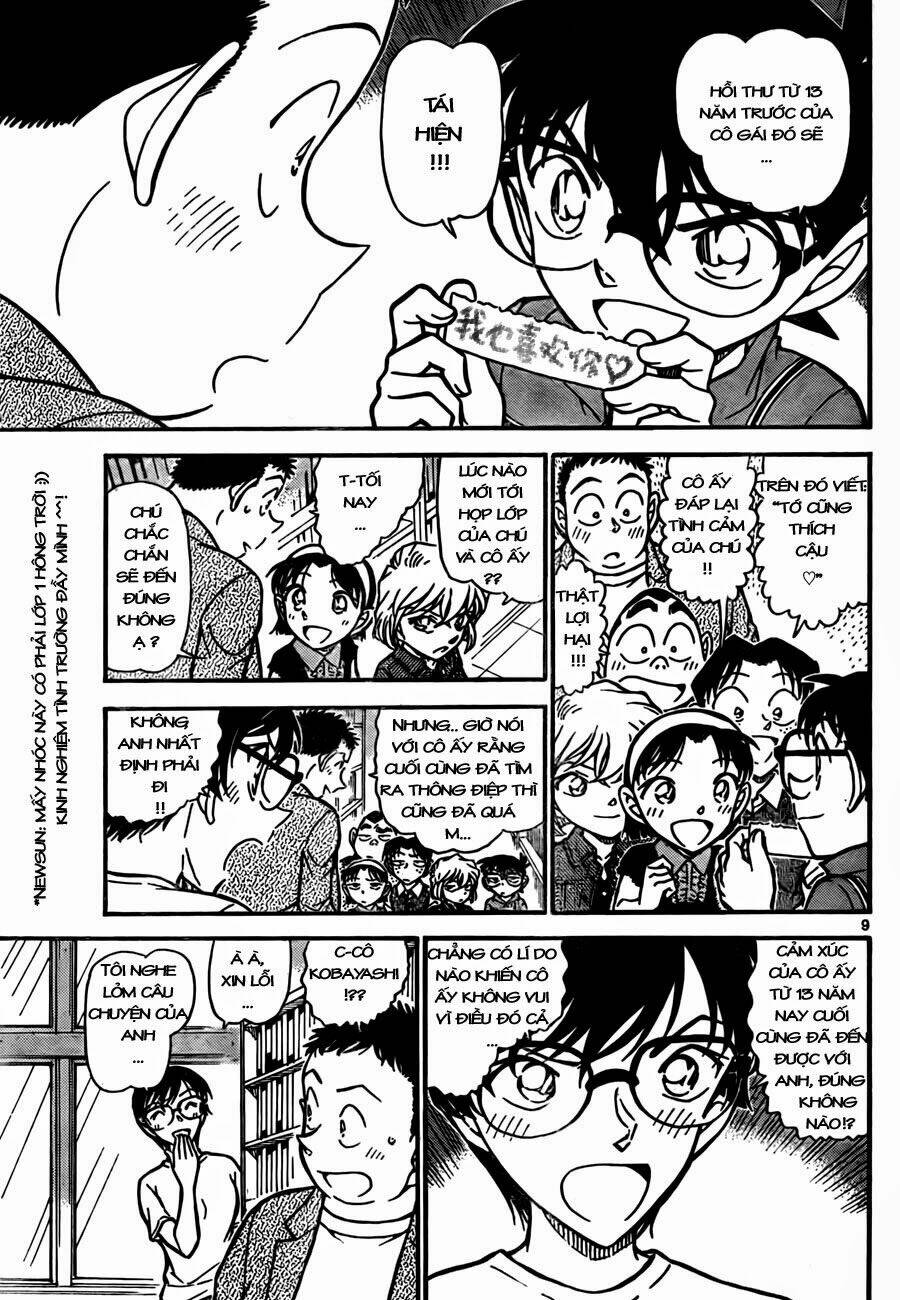 HỒI THƯ TỪ 13
NĂM TRƯỚC CỦA
CÔ GÁI ĐÓ SẼ
...
TÁI
HIỆN
!!!
我也喜欢你♡
TRÊN ĐÓ VIẾT:
"TỚ CŨNG
THÍCH
CẬU
♡"
CÔ ẤY
ĐÁP LẠI
TÌNH CẢM
CỦA CHÚ
!!
THẬT
LỢI
HẠI
!!!
LÚC NÀO
MỚI TỚI
HỌP LỚP
CỦA CHÚ
VÀ CÔ ẤY
??
T-TỐI
NAY
...
CHÚ
CHẮC
CHẮN
SẼ ĐẾN
ĐÚNG
KHÔNG
Ạ ?
*NEWSUN: MẤY NHÓC NÀY CÓ PHẢI LỚP 1 HÔNG TRỜI :))
KINH NGHIỆM TÌNH TRƯỜNG ĐẦY MÌNH ^^!
NHƯNG... GIỜ NÓI
VỚI CÔ ẤY RẰNG
CUỐI CÙNG ĐÃ TÌM
RA THÔNG ĐIỆP THÌ
CŨNG ĐÃ QUÁ
M...
KHÔNG,
ANH NHẤT
ĐỊNH PHẢI
ĐI
!!
9
CẢM XÚC
CỦA CÔ ẤY
TỪ 13 NĂM
NAY CUỐI
CÙNG ĐÃ ĐẾN
ĐƯỢC VỚI
ANH, ĐÚNG
KHÔNG
NÀO!?
CHẲNG CÓ LÍ DO
NÀO KHIẾN CÔ
ẤY KHÔNG VUI
VÌ ĐIỀU ĐÓ CẢ
...
C-CÔ
KOBAYASHI
!??
À À,
XIN LỖI
...
TÔI NGHE
LỎM CÂU
CHUYỆN CỦA
ANH
...